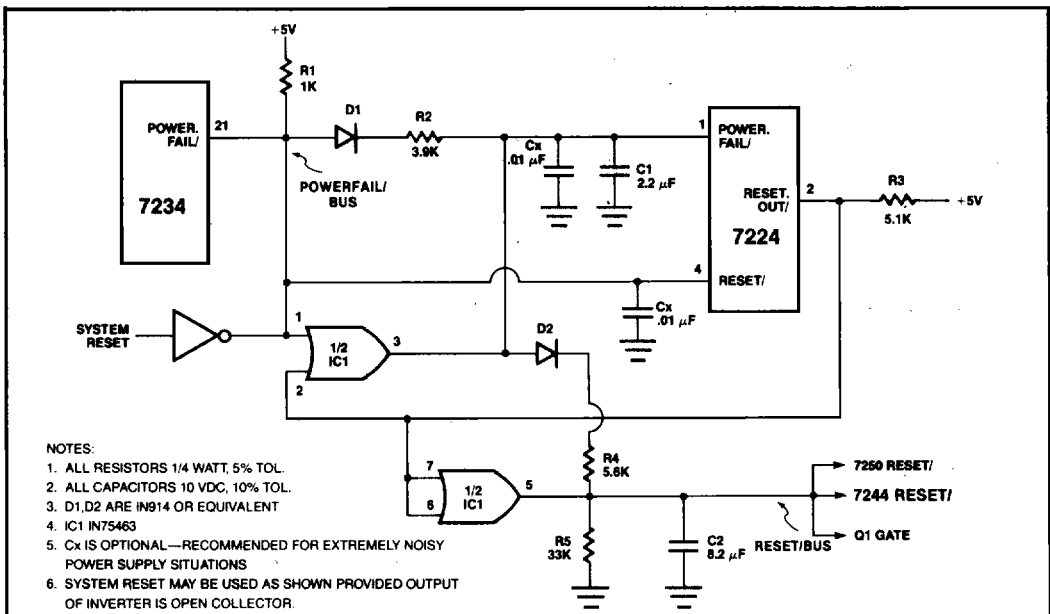 +5V
R1
1K
7234
POWER.
FAIL/
21
D1
R2
3.9K
POWERFAIL/
BUS
Cx
.01 µF
C1
2.2 µF
1
POWER.
FAIL/
RESET.
OUT/
2
7224
4
RESET/
R3
5.1K
+5V
Cx
.01 µF
SYSTEM
RESET
1
1/2
IC1
3
2
D2
R4
5.6K
7
1/2
IC1
5
6
R5
33K
C2
8.2 µF
RESET/BUS
7250 RESET/
7244 RESET/
Q1 GATE
NOTES:
1. ALL RESISTORS 1/4 WATT, 5% TOL.
2. ALL CAPACITORS 10 VDC, 10% TOL.
3. D1,D2 ARE IN914 OR EQUIVALENT
4. IC1 IN75463
5. Cx IS OPTIONAL—RECOMMENDED FOR EXTREMELY NOISY
POWER SUPPLY SITUATIONS
6. SYSTEM RESET MAY BE USED AS SHOWN PROVIDED OUTPUT
OF INVERTER IS OPEN COLLECTOR.